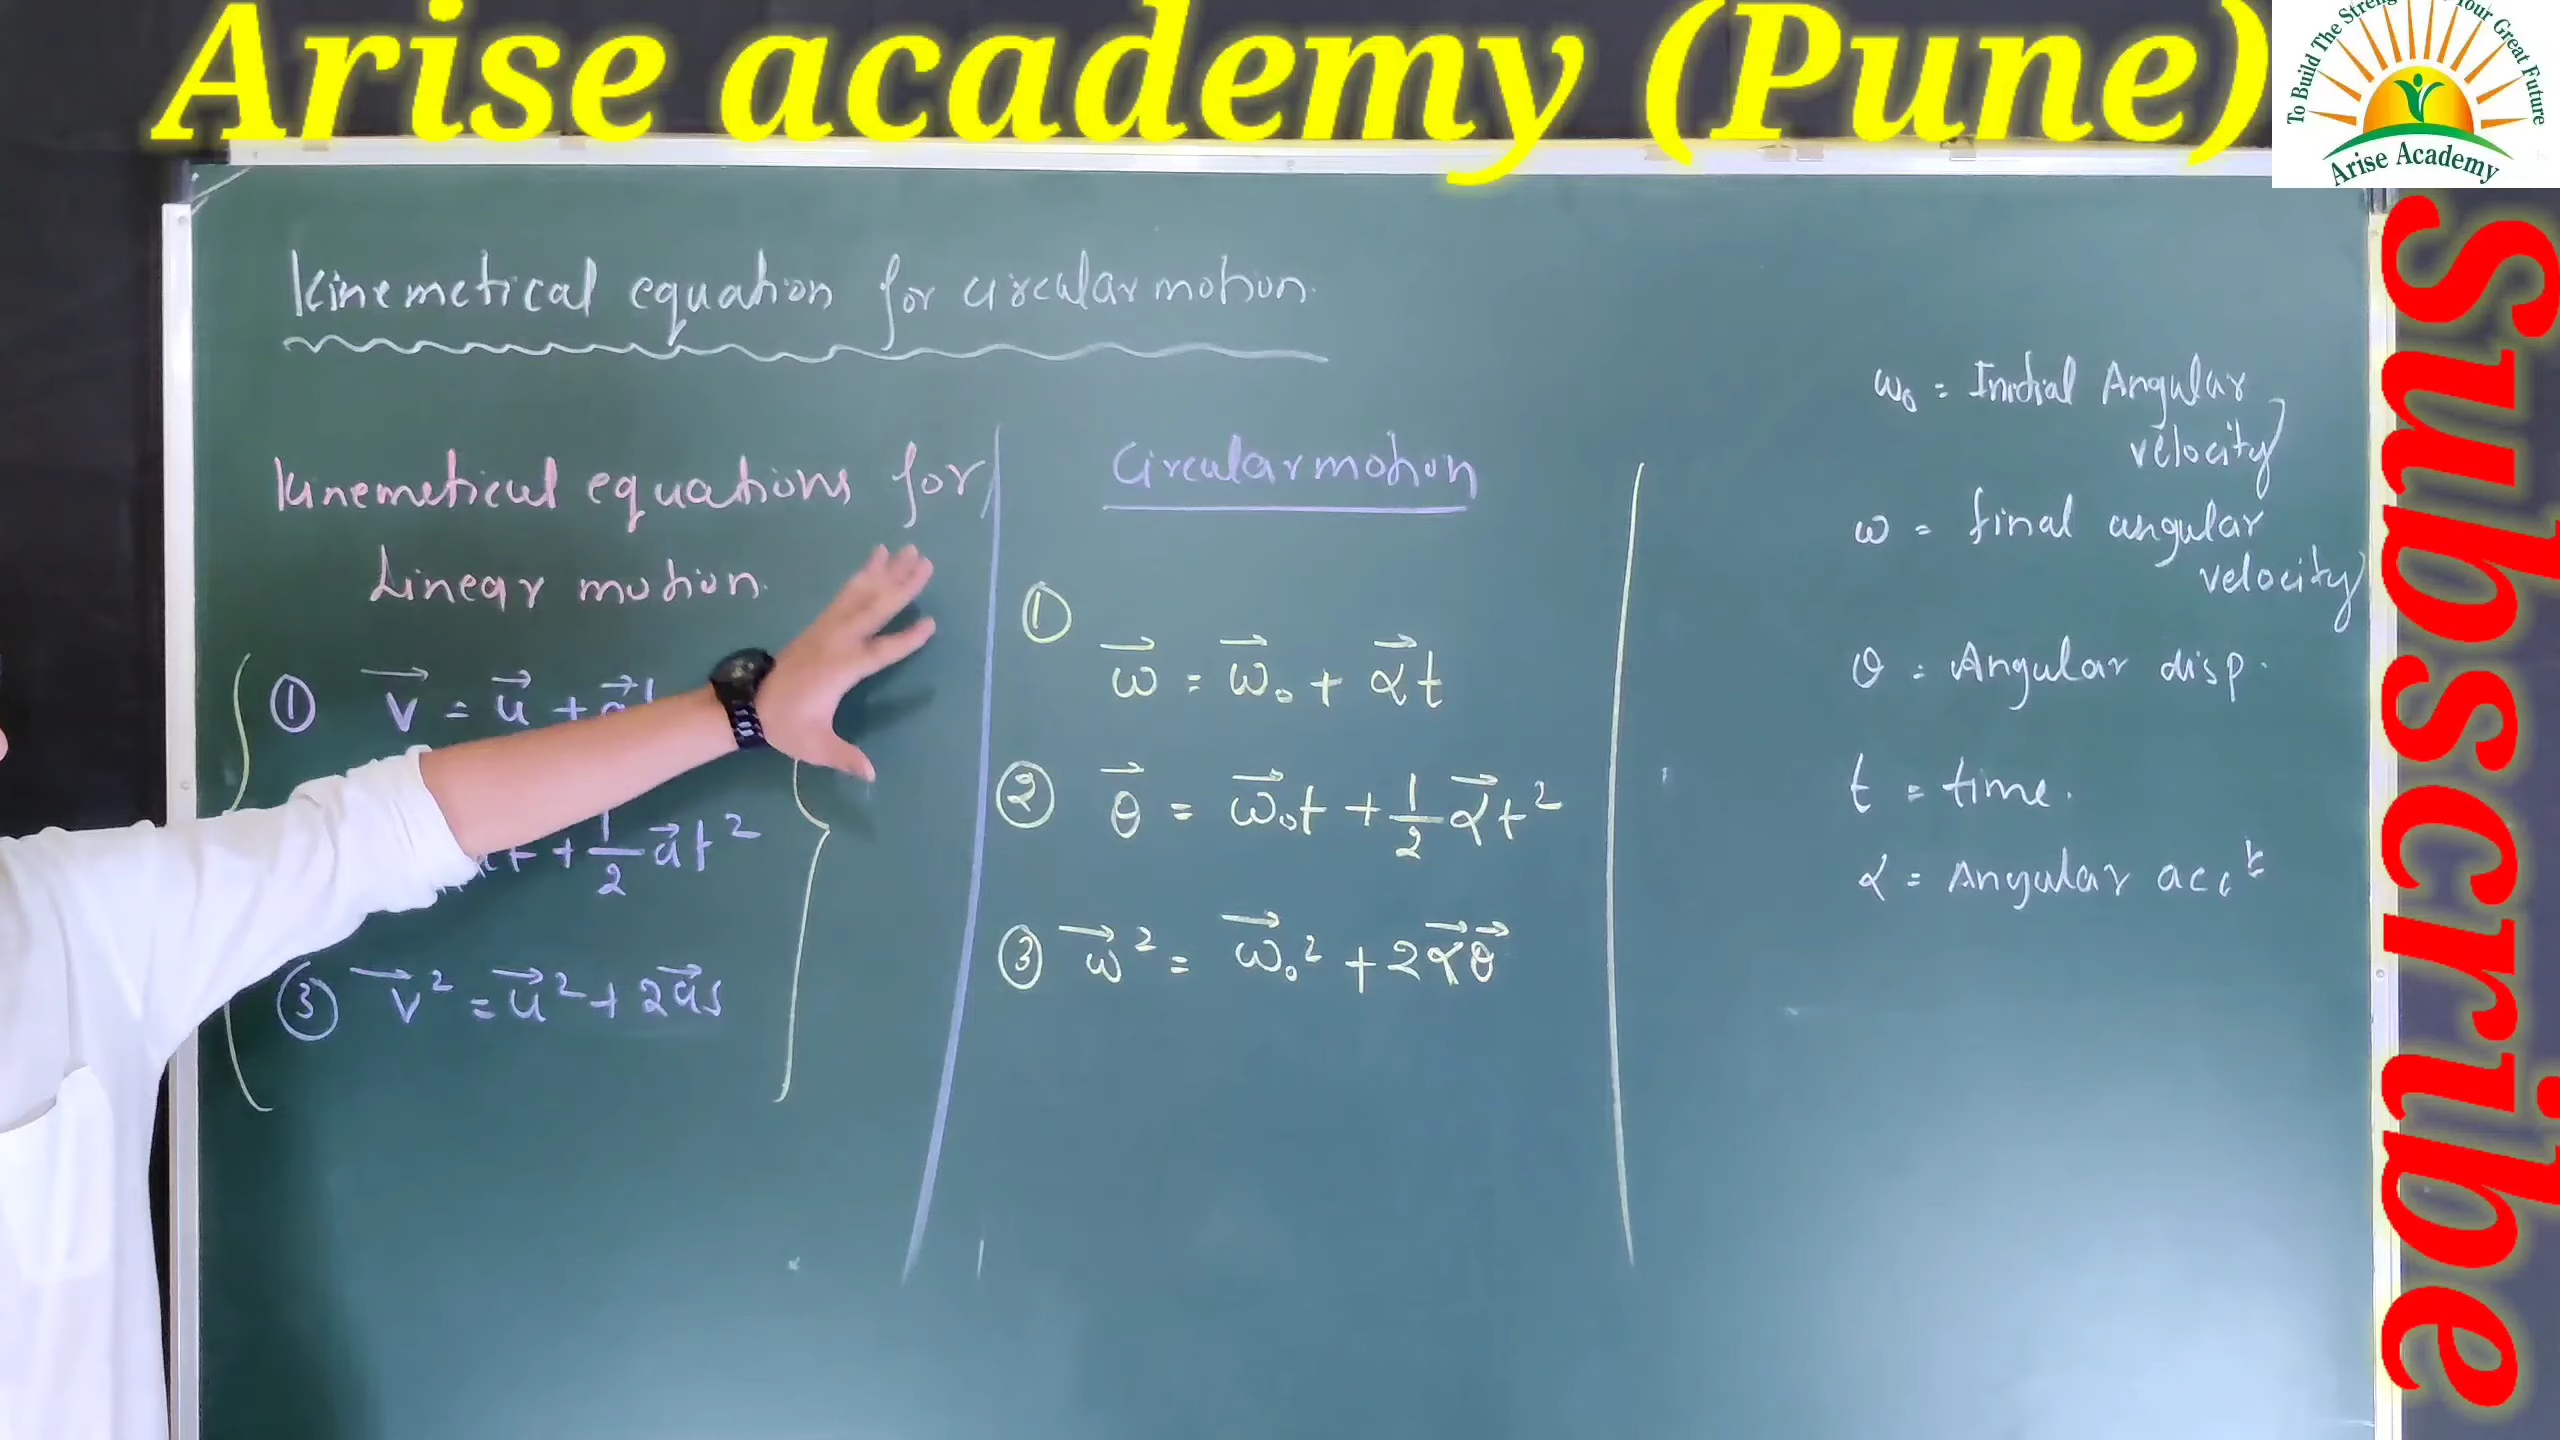 Arise academy (Pune)
To Build The Your Great Future
Arise Academy
Subscribe
Kinemetical equation for circular motion.
Kinemetical equations for
Linear motion.
① v⃗ = u⃗ + a⃗t
+ 1/2 a⃗t²
③ v⃗² = u⃗² + 2a⃗s
Circular motion
① ω⃗ = ω⃗₀ + α⃗t
② θ⃗ = ω⃗₀t + 1/2 α⃗t²
③ ω⃗² = ω⃗₀² + 2α⃗θ⃗
ω₀ = Initial Angular
velocity
ω = final angular
velocity
θ = Angular disp.
t = time.
α = Angular accᵗ